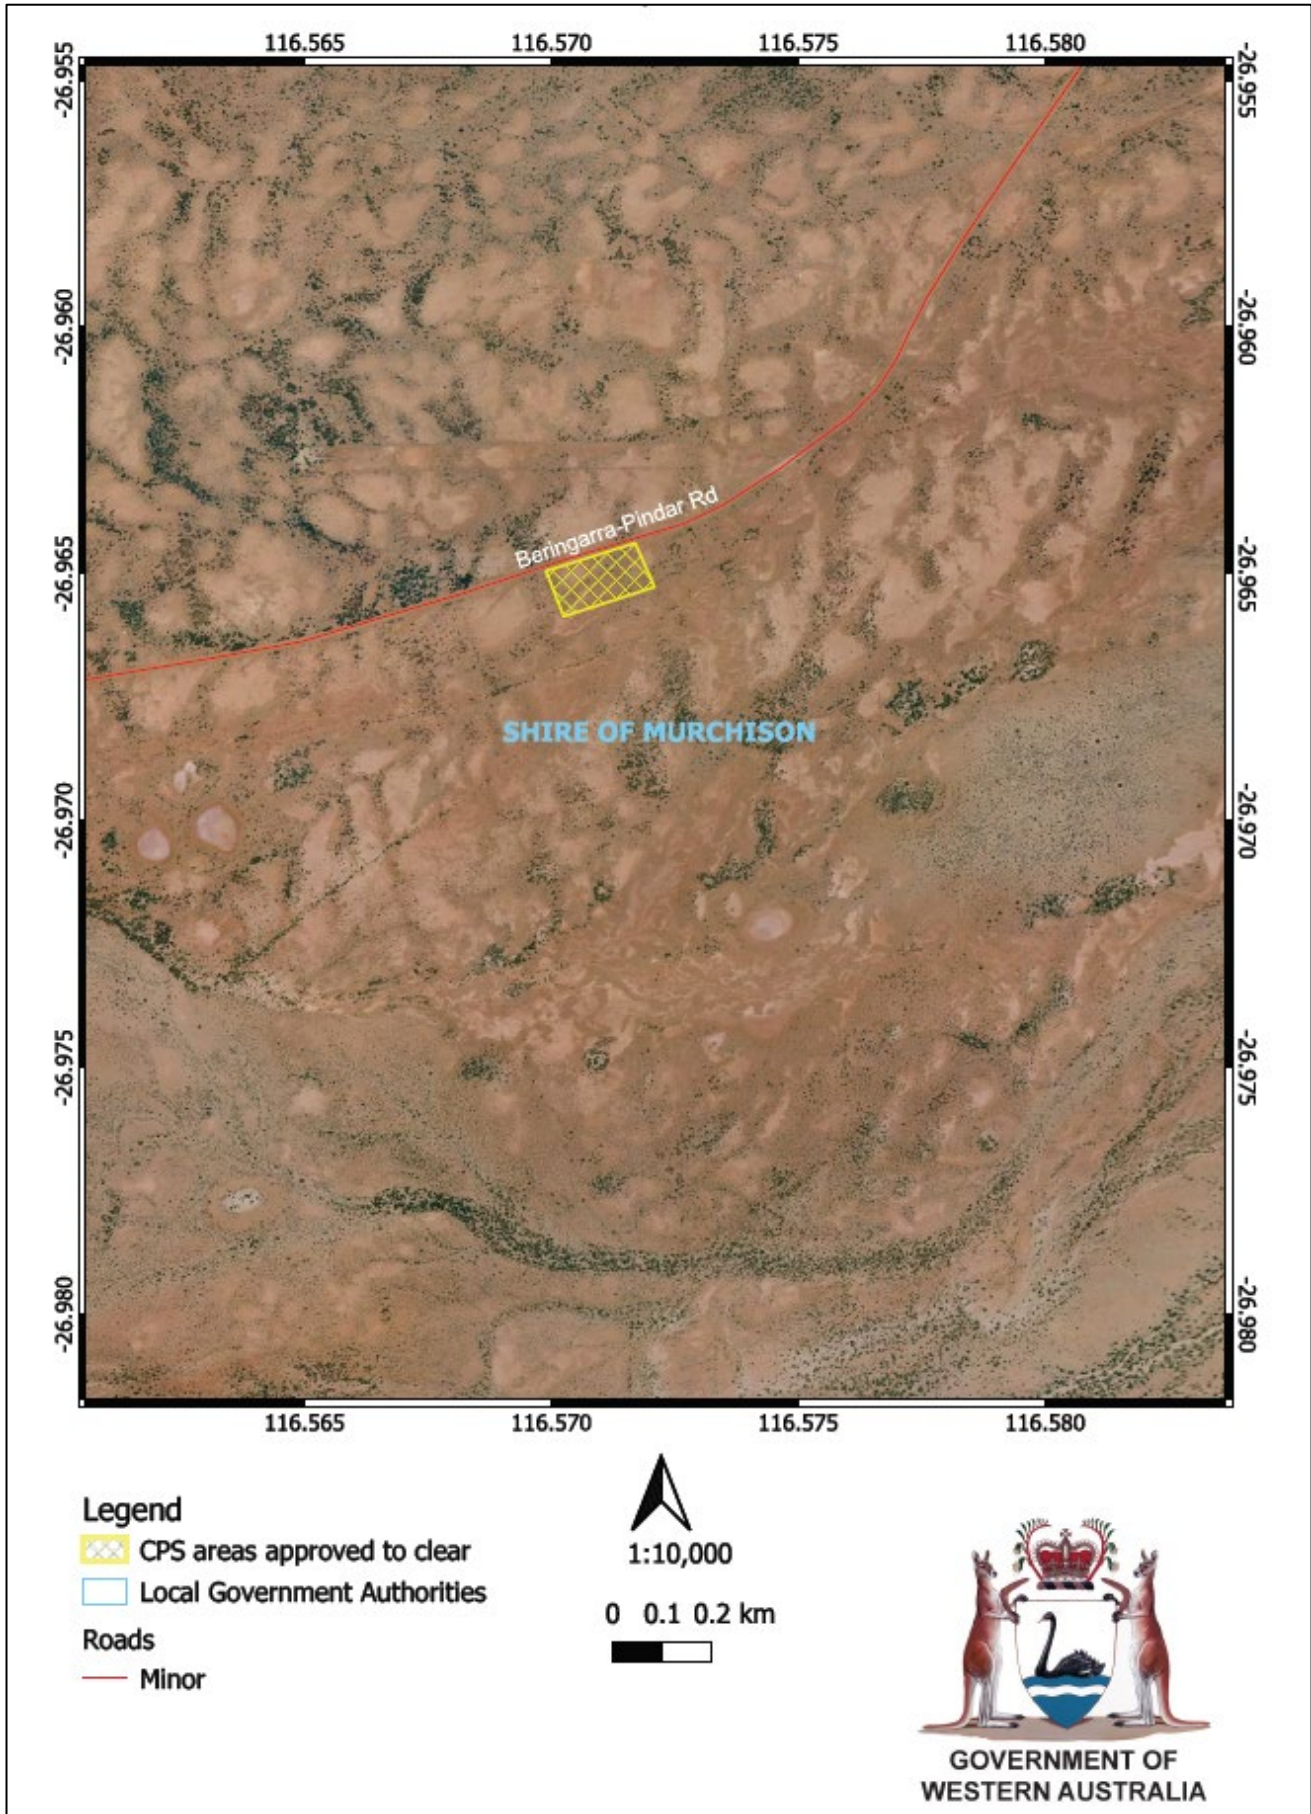 116.565 116.570 116.575 116.580
-26.955 -26.955
-26.960 -26.960
Beringarra-Pindar Rd
-26.965 -26.965
SHIRE OF MURCHISON
-26.970 -26.970
-26.975 -26.975
-26.980 -26.980
116.565 116.570 116.575 116.580
Legend
CPS areas approved to clear
Local Government Authorities
Roads
Minor
1:10,000
0 0.1 0.2 km
GOVERNMENT OF
WESTERN AUSTRALIA